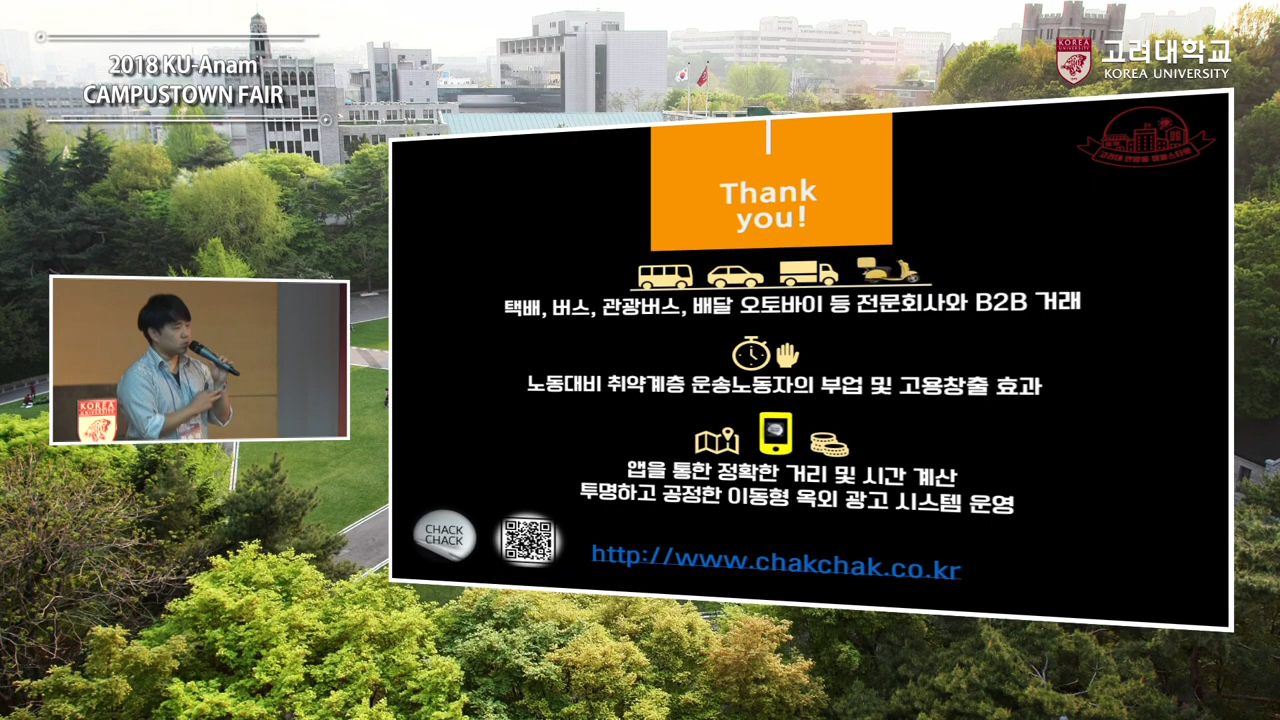 2018 KU-Anam
CAMPUSTOWN FAIR
KOREA
고려대학교
KOREA UNIVERSITY
Thank
you!
택배, 버스, 관광버스, 배달 오토바이 등 전문회사와 B2B 거래
노동대비 취약계층 운송노동자의 부업 및 고용창출 효과
앱을 통한 정확한 거리 및 시간 계산
투명하고 공정한 이동형 옥외 광고 시스템 운영
CHACK
CHACK
http://www.chakchak.co.kr
KOREA